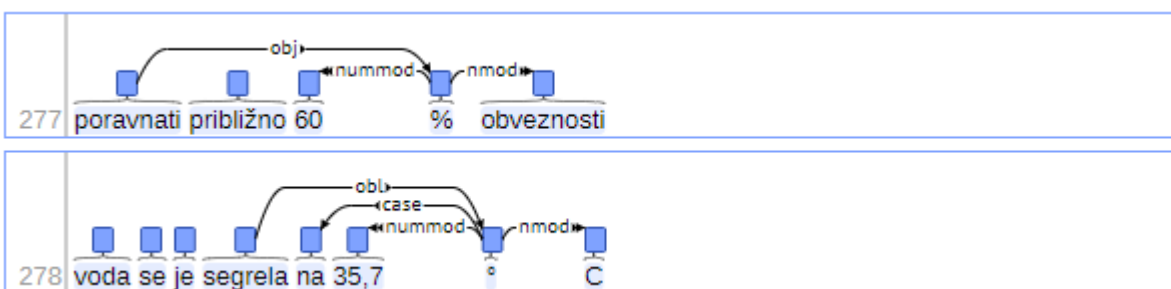 obj
nummod nmod
277 poravnati približno 60 % obveznosti
obl
case
nummod nmod
278 voda se je segrela na 35,7 ° C